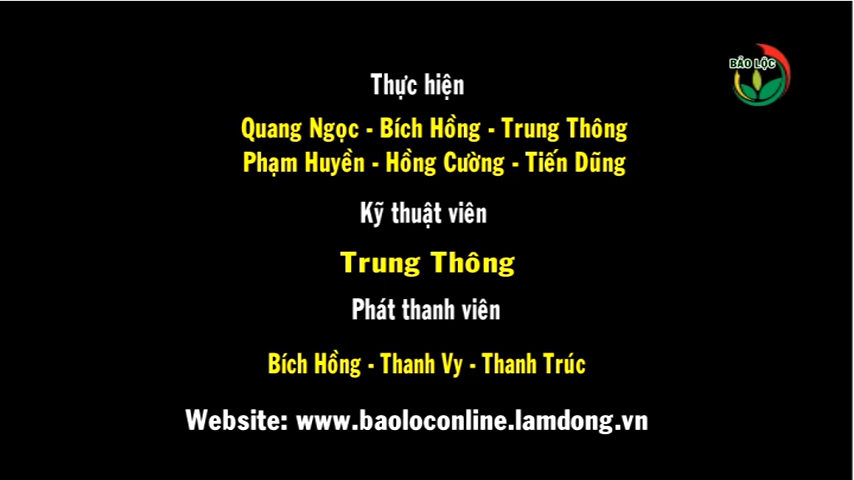 BẢO LỘC
Thực hiện
Quang Ngọc - Bích Hồng - Trung Thông
Phạm Huyền - Hồng Cường - Tiến Dũng
Kỹ thuật viên
Trung Thông
Phát thanh viên
Bích Hồng - Thanh Vy - Thanh Trúc
Website: www.baoloconline.lamdong.vn